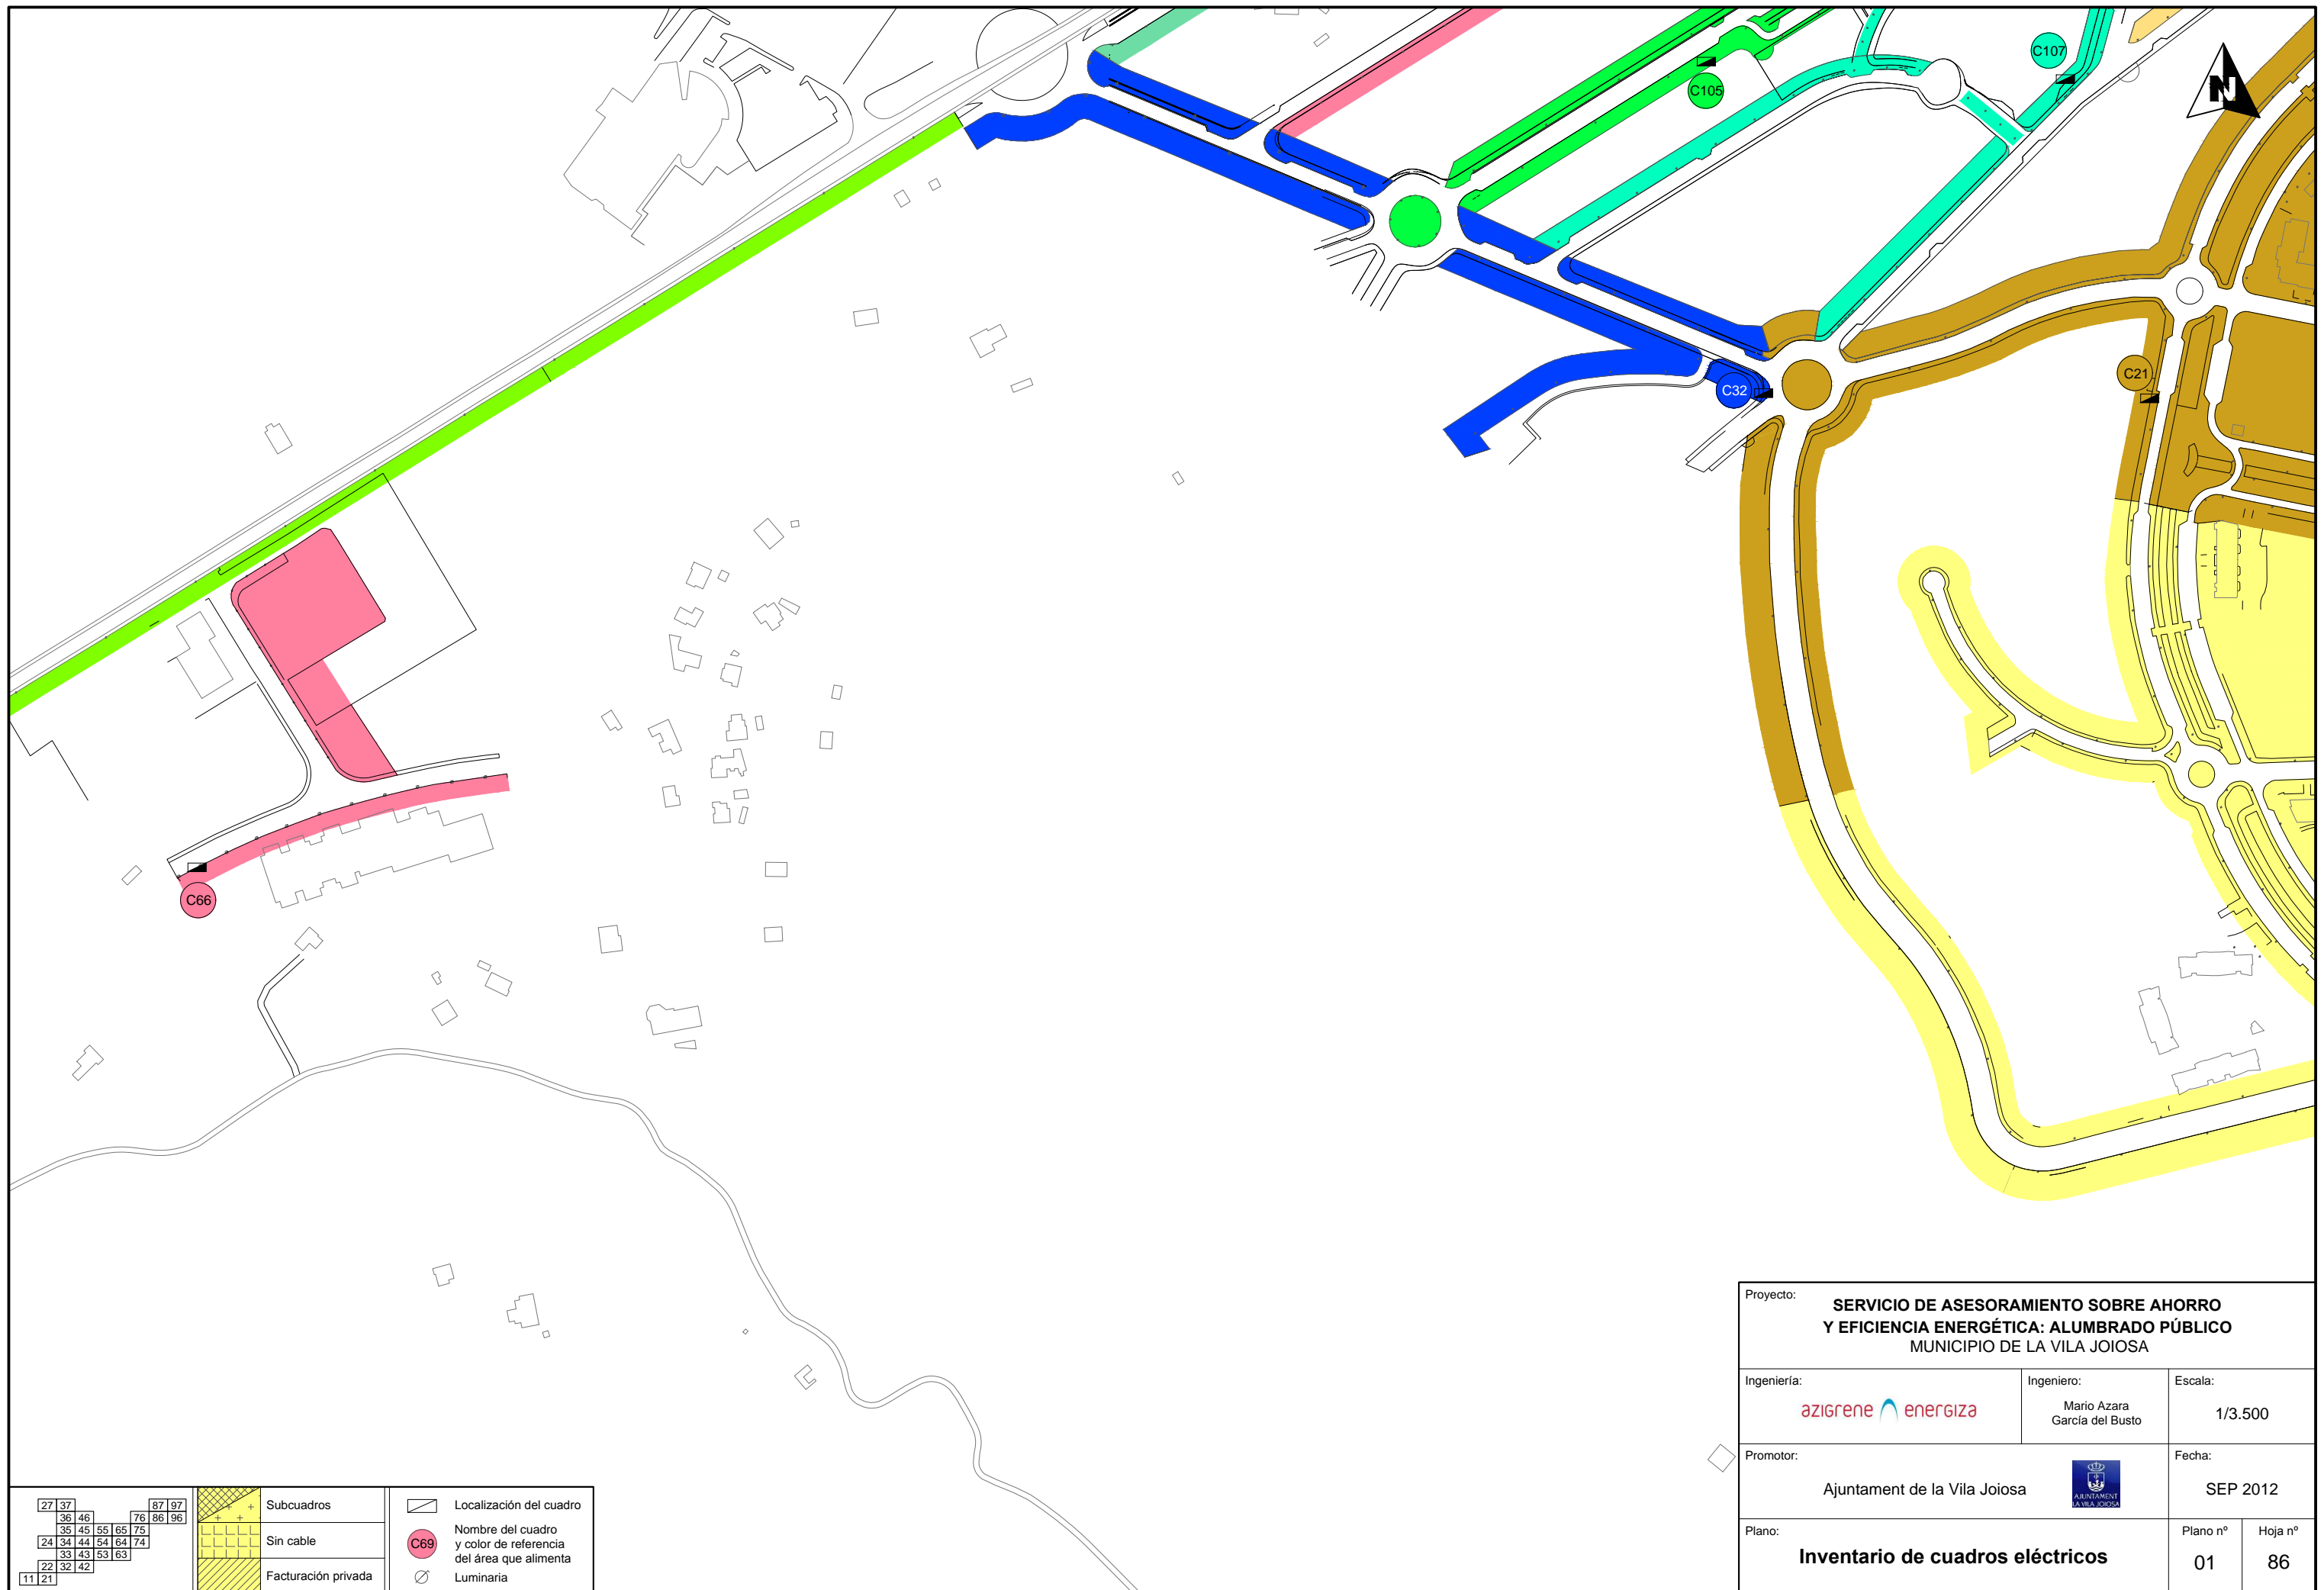 C107
N
C105
C32
C21
C66
Proyecto:
SERVICIO DE ASESORAMIENTO SOBRE AHORRO
Y EFICIENCIA ENERGÉTICA: ALUMBRADO PÚBLICO
MUNICIPIO DE LA VILA JOIOSA
Ingeniería:
azigrene energiza
Ingeniero:
Mario Azara
García del Busto
Escala:
1/3.500
Promotor:
Ajuntament de la Vila Joiosa
AJUNTAMENT
LA VILA JOIOSA
Fecha:
SEP 2012
Plano:
Inventario de cuadros eléctricos
Plano nº
01
Hoja nº
86
27 37 87 97
36 46 76 86 96
35 45 55 65 75
24 34 44 54 64 74
33 43 53 63
22 32 42
11 21
Subcuadros
Sin cable
Facturación privada
Localización del cuadro
C69
Nombre del cuadro
y color de referencia
del área que alimenta
Luminaria